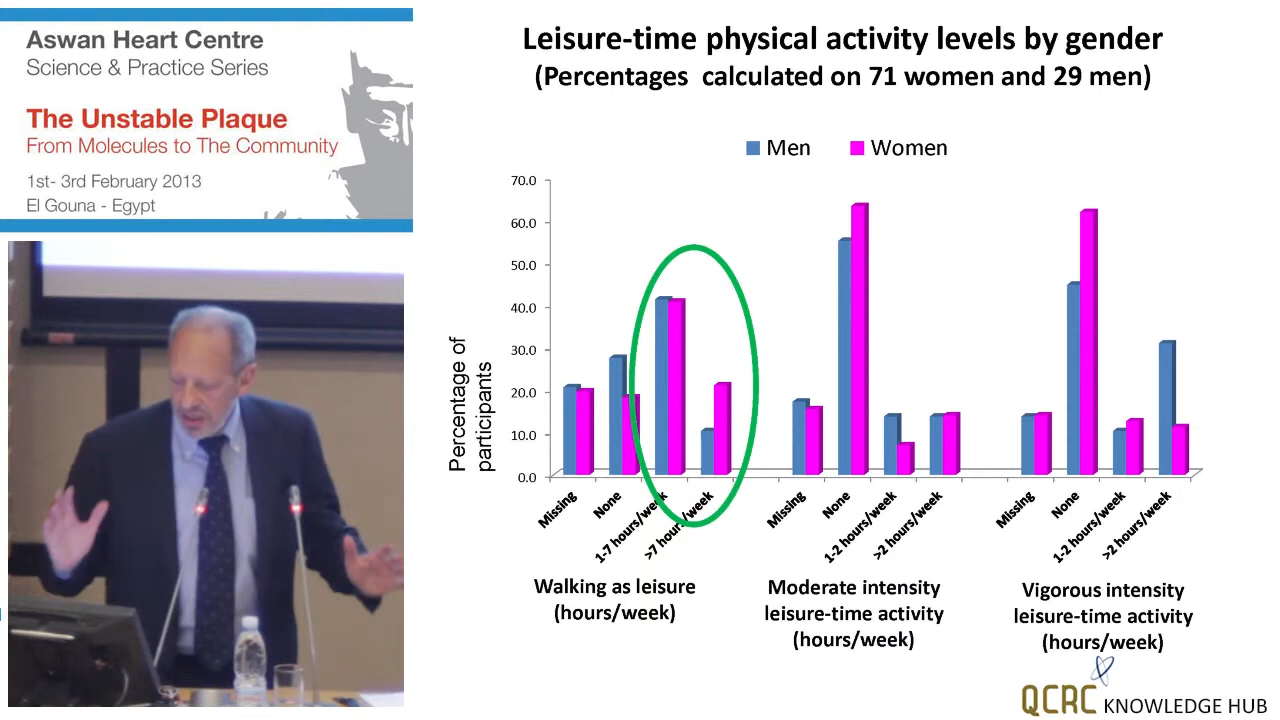 Aswan Heart Centre
Science & Practice Series
The Unstable Plaque
From Molecules to The Community
1st- 3rd February 2013
El Gouna - Egypt
Leisure-time physical activity levels by gender
(Percentages calculated on 71 women and 29 men)
Men
Women
70.0
60.0
50.0
40.0
30.0
20.0
10.0
0.0
Percentage of
participants
Missing
None
1-7 hours/week
>7 hours/week
Missing
None
1-2 hours/week
>2 hours/week
Missing
None
1-2 hours/week
>2 hours/week
Walking as leisure
(hours/week)
Moderate intensity
leisure-time activity
(hours/week)
Vigorous intensity
leisure-time activity
(hours/week)
QCRC KNOWLEDGE HUB